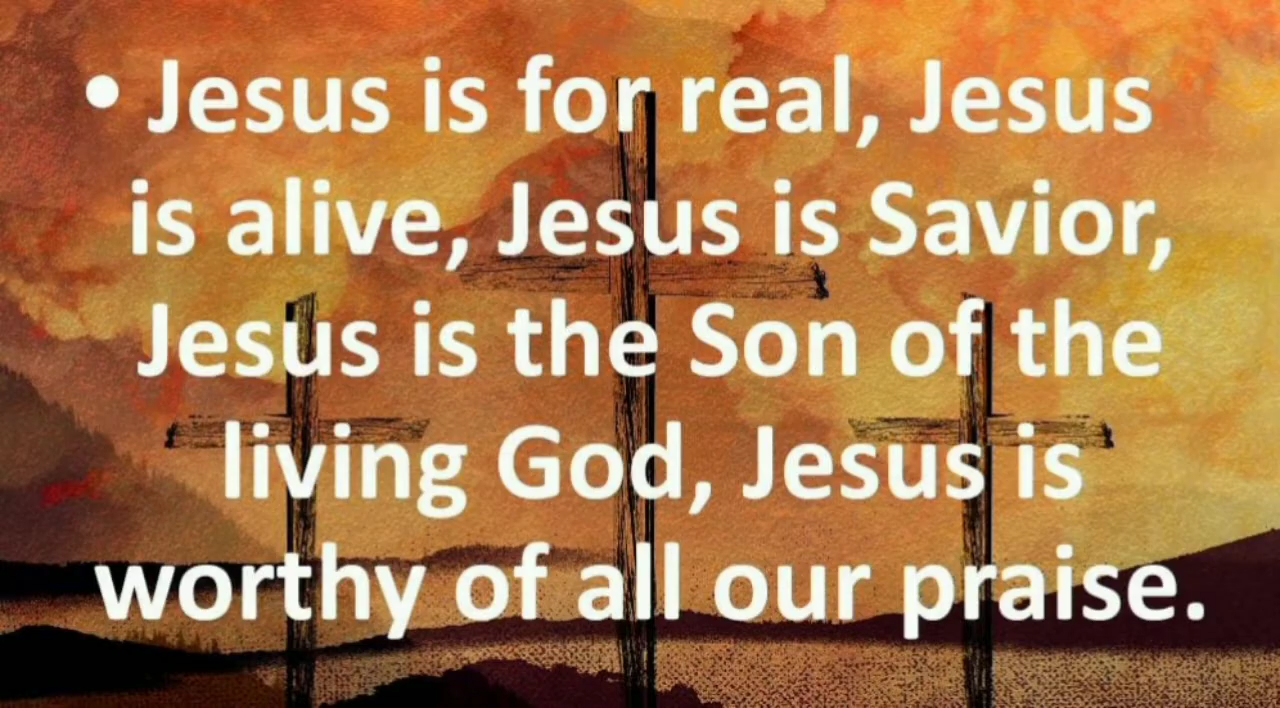 • Jesus is for real, Jesus
is alive, Jesus is Savior,
Jesus is the Son of the
living God, Jesus is
worthy of all our praise.